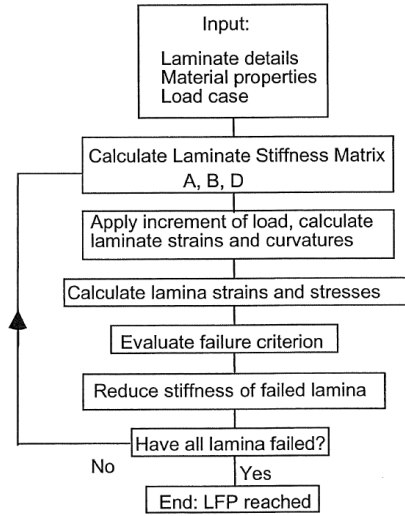 Input:
Laminate details
Material properties
Load case
Calculate Laminate Stiffness Matrix
A, B, D
Apply increment of load, calculate
laminate strains and curvatures
Calculate lamina strains and stresses
Evaluate failure criterion
Reduce stiffness of failed lamina
Have all lamina failed?
No
Yes
End: LFP reached